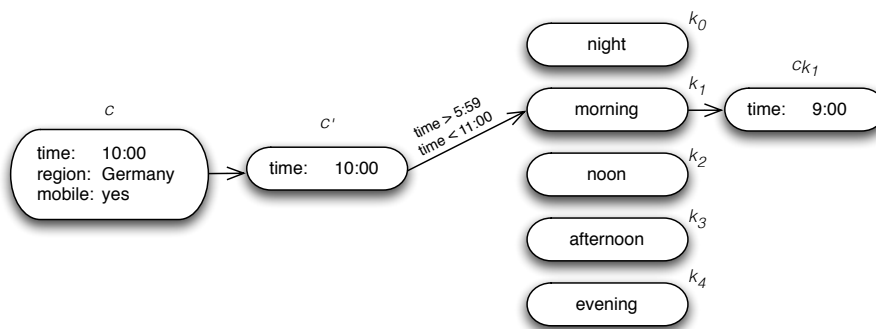 c
time: 10:00
region: Germany
mobile: yes
c'
time: 10:00
time > 5:59
time < 11:00
k0
night
k1
morning
k2
noon
k3
afternoon
k4
evening
ck1
time: 9:00